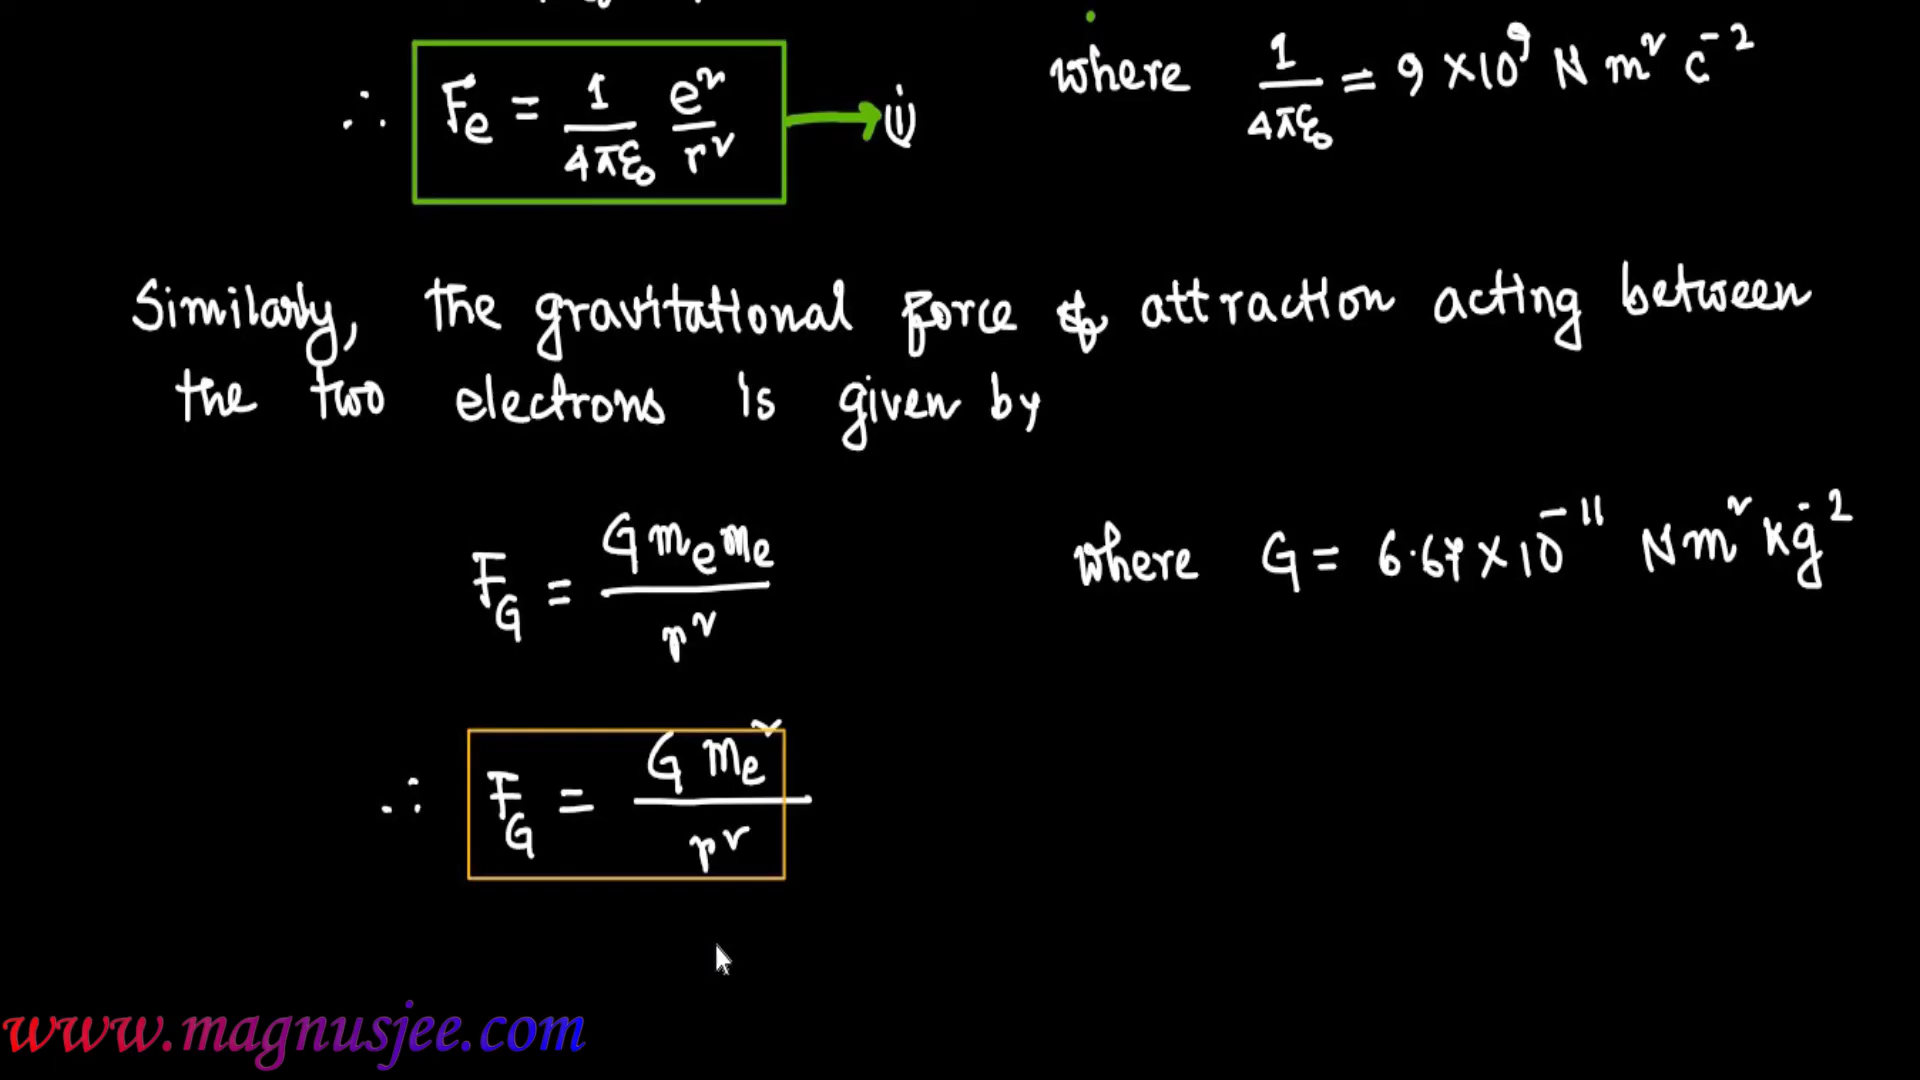 ∴ Fe = 1/4πε₀ e²/r² → (i) where 1/4πε₀ = 9 × 10⁹ N m² C⁻²
Similarly, the gravitational force of attraction acting between
the two electrons is given by
F_G = G mₑ mₑ / r² where G = 6.67 × 10⁻¹¹ N m² kg⁻²
∴ F_G = G mₑ² / r²
www.magnusjee.com